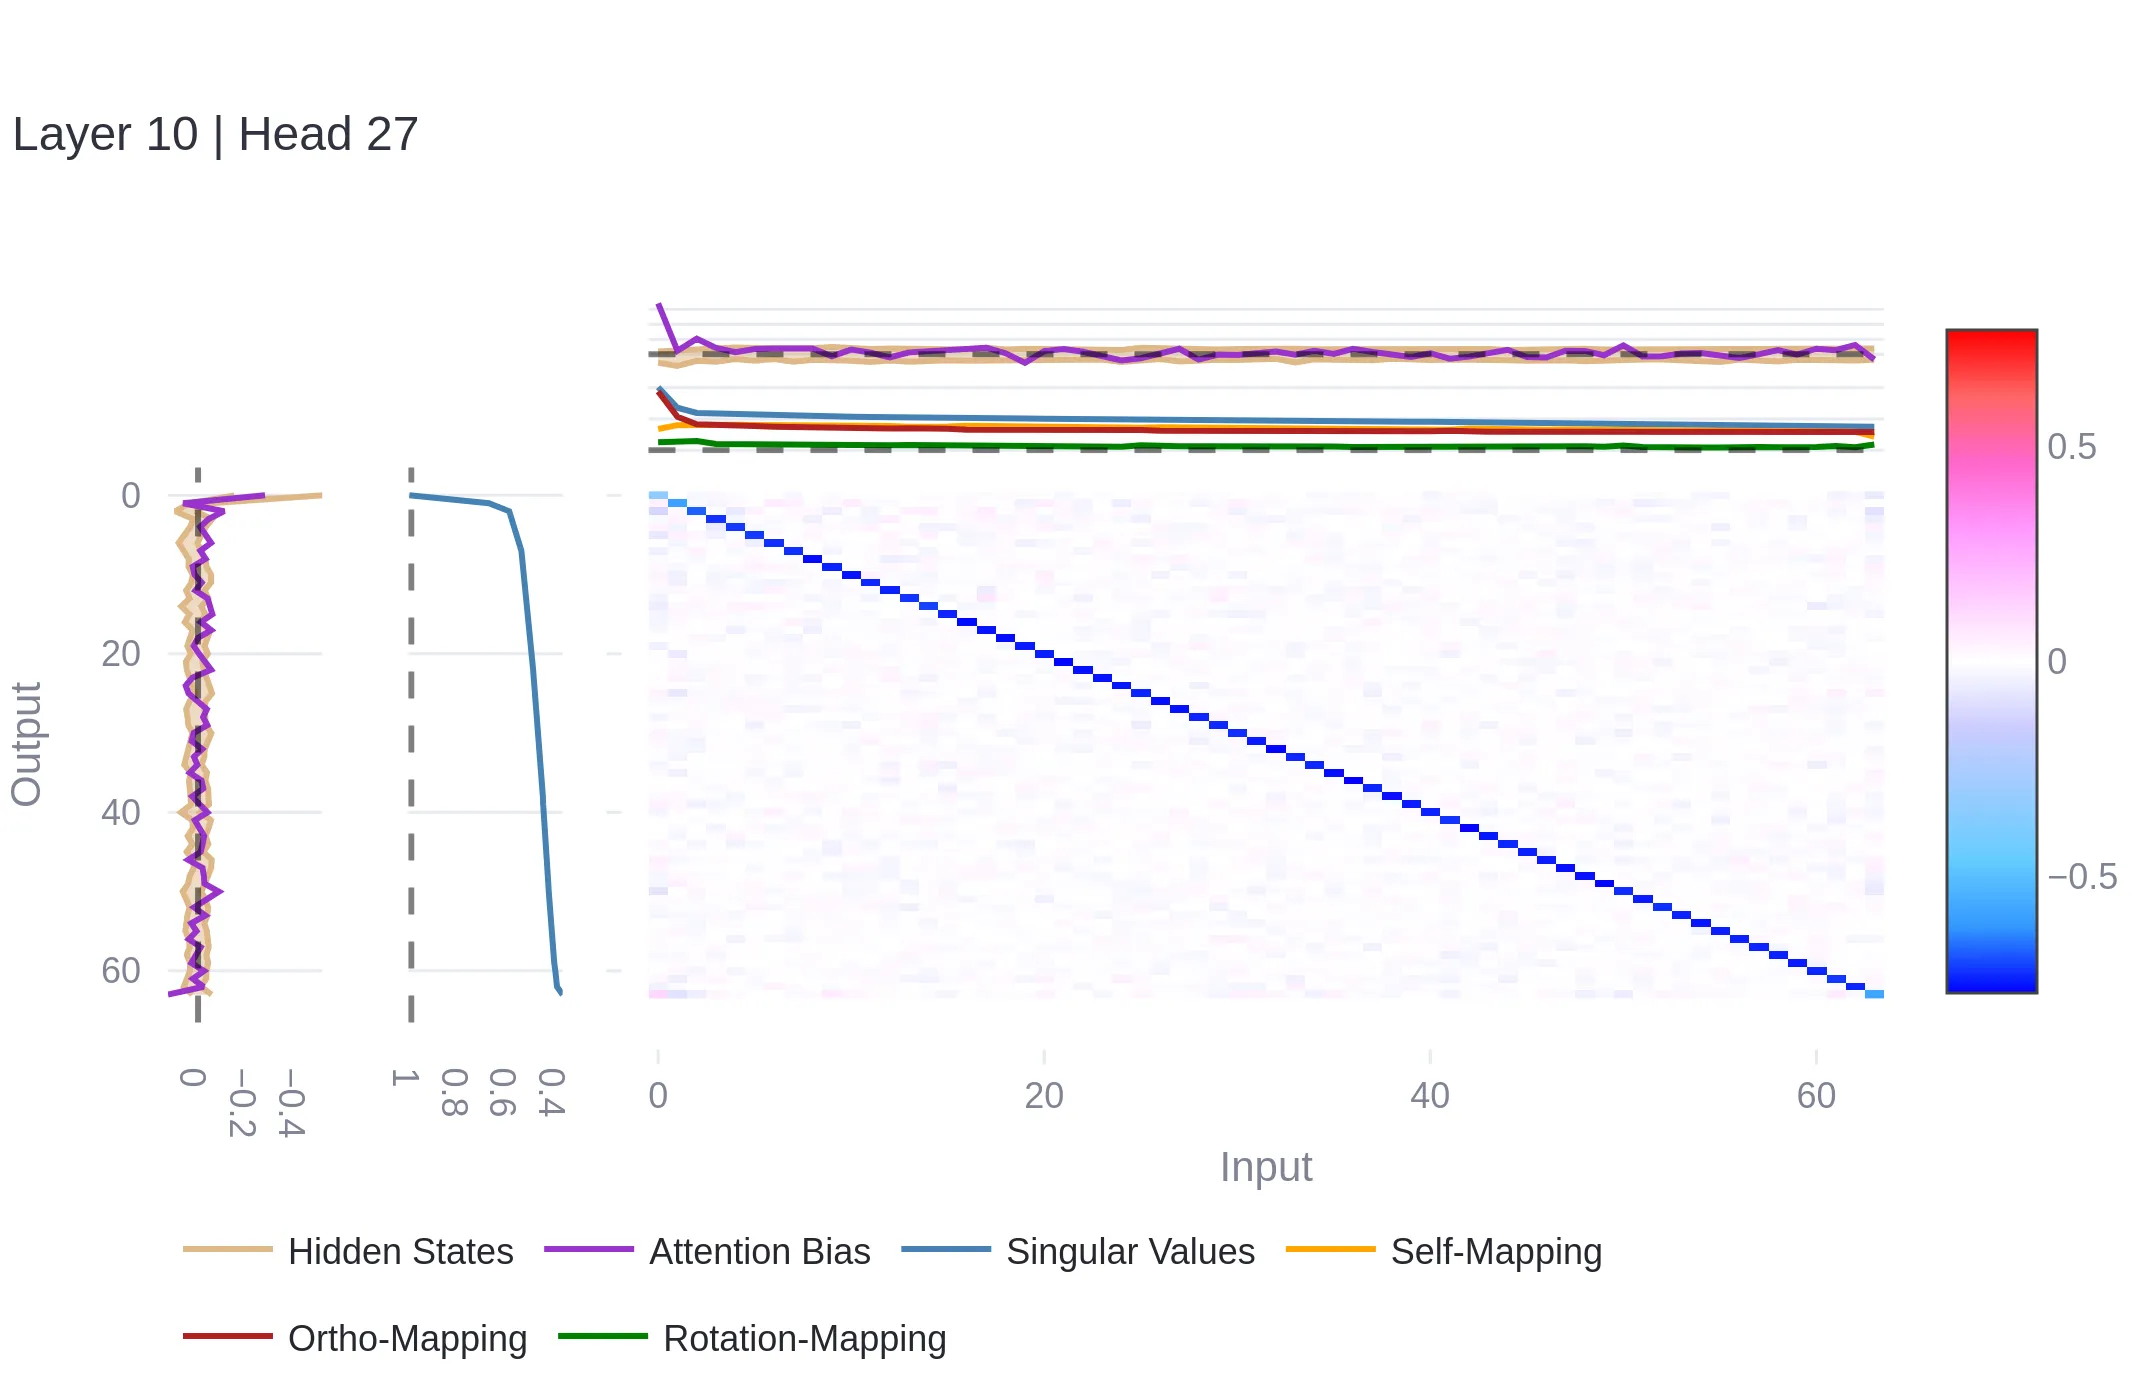 Layer 10 | Head 27
0
20
40
60
Output
0
−0.2
−0.4
1
0.8
0.6
0.4
0
20
40
60
Input
0.5
0
−0.5
Hidden States
Attention Bias
Singular Values
Self-Mapping
Ortho-Mapping
Rotation-Mapping